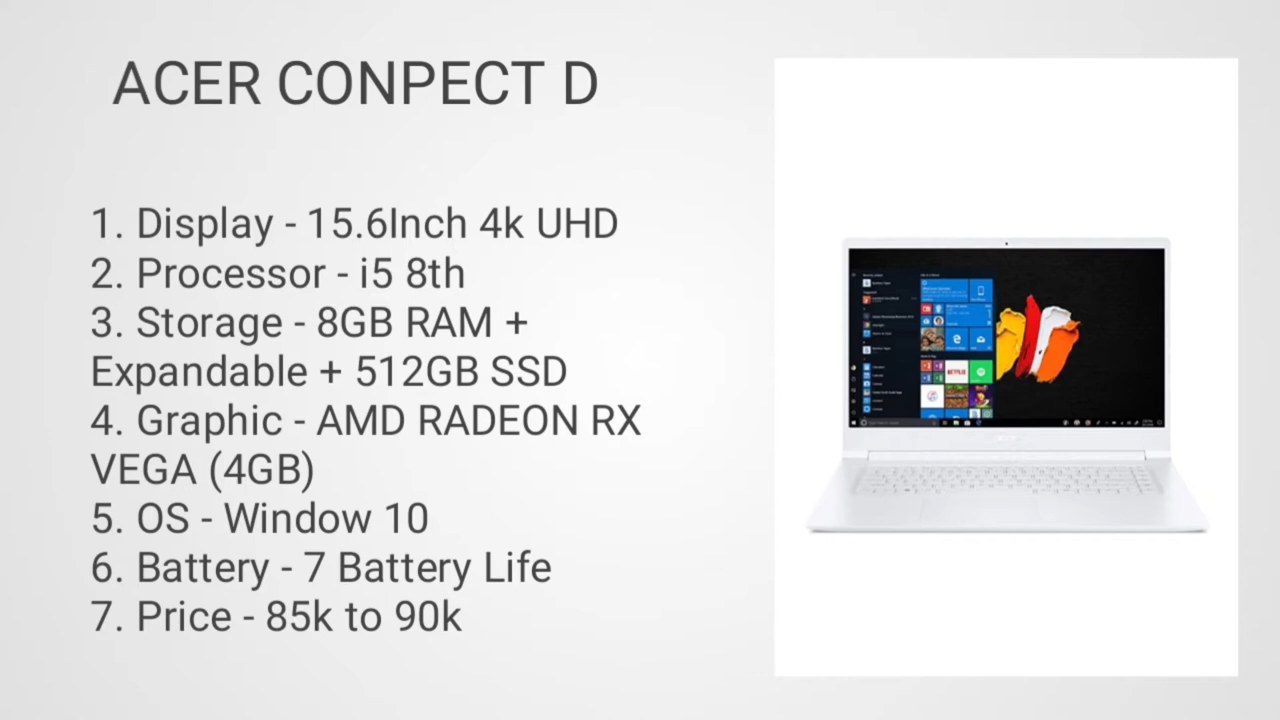 ACER CONPECT D
1. Display - 15.6Inch 4k UHD
2. Processor - i5 8th
3. Storage - 8GB RAM +
Expandable + 512GB SSD
4. Graphic - AMD RADEON RX
VEGA (4GB)
5. OS - Window 10
6. Battery - 7 Battery Life
7. Price - 85k to 90k
NETFLIX